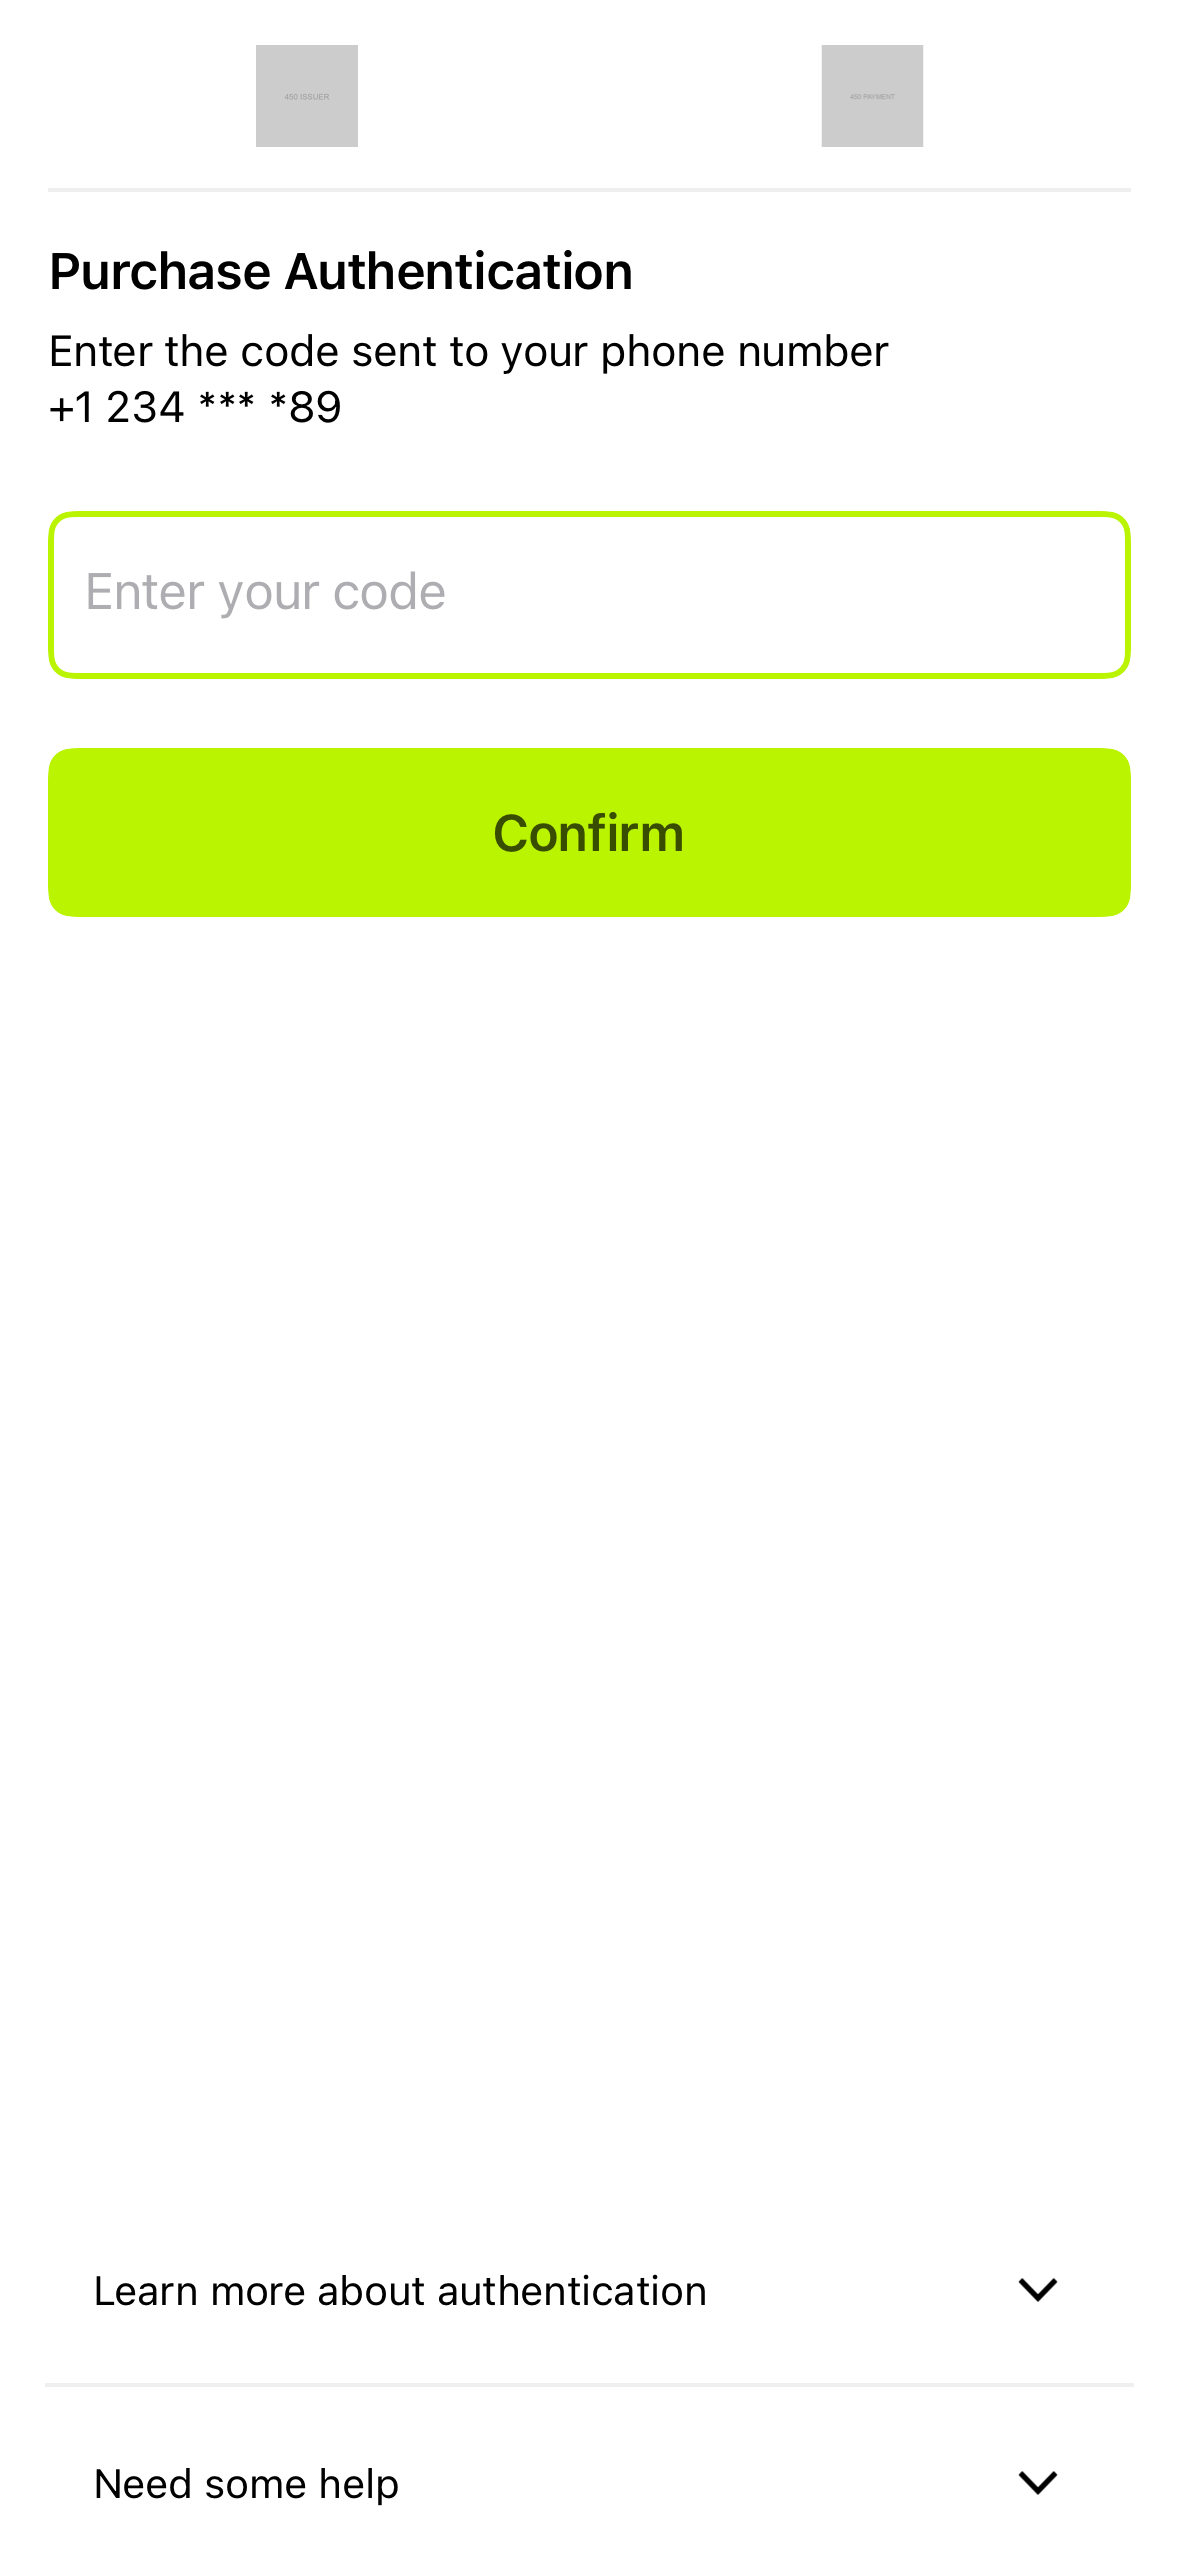 450 ISSUER
450 PAYMENT
Purchase Authentication
Enter the code sent to your phone number
+1 234 *** *89
Enter your code
Confirm
Learn more about authentication
Need some help